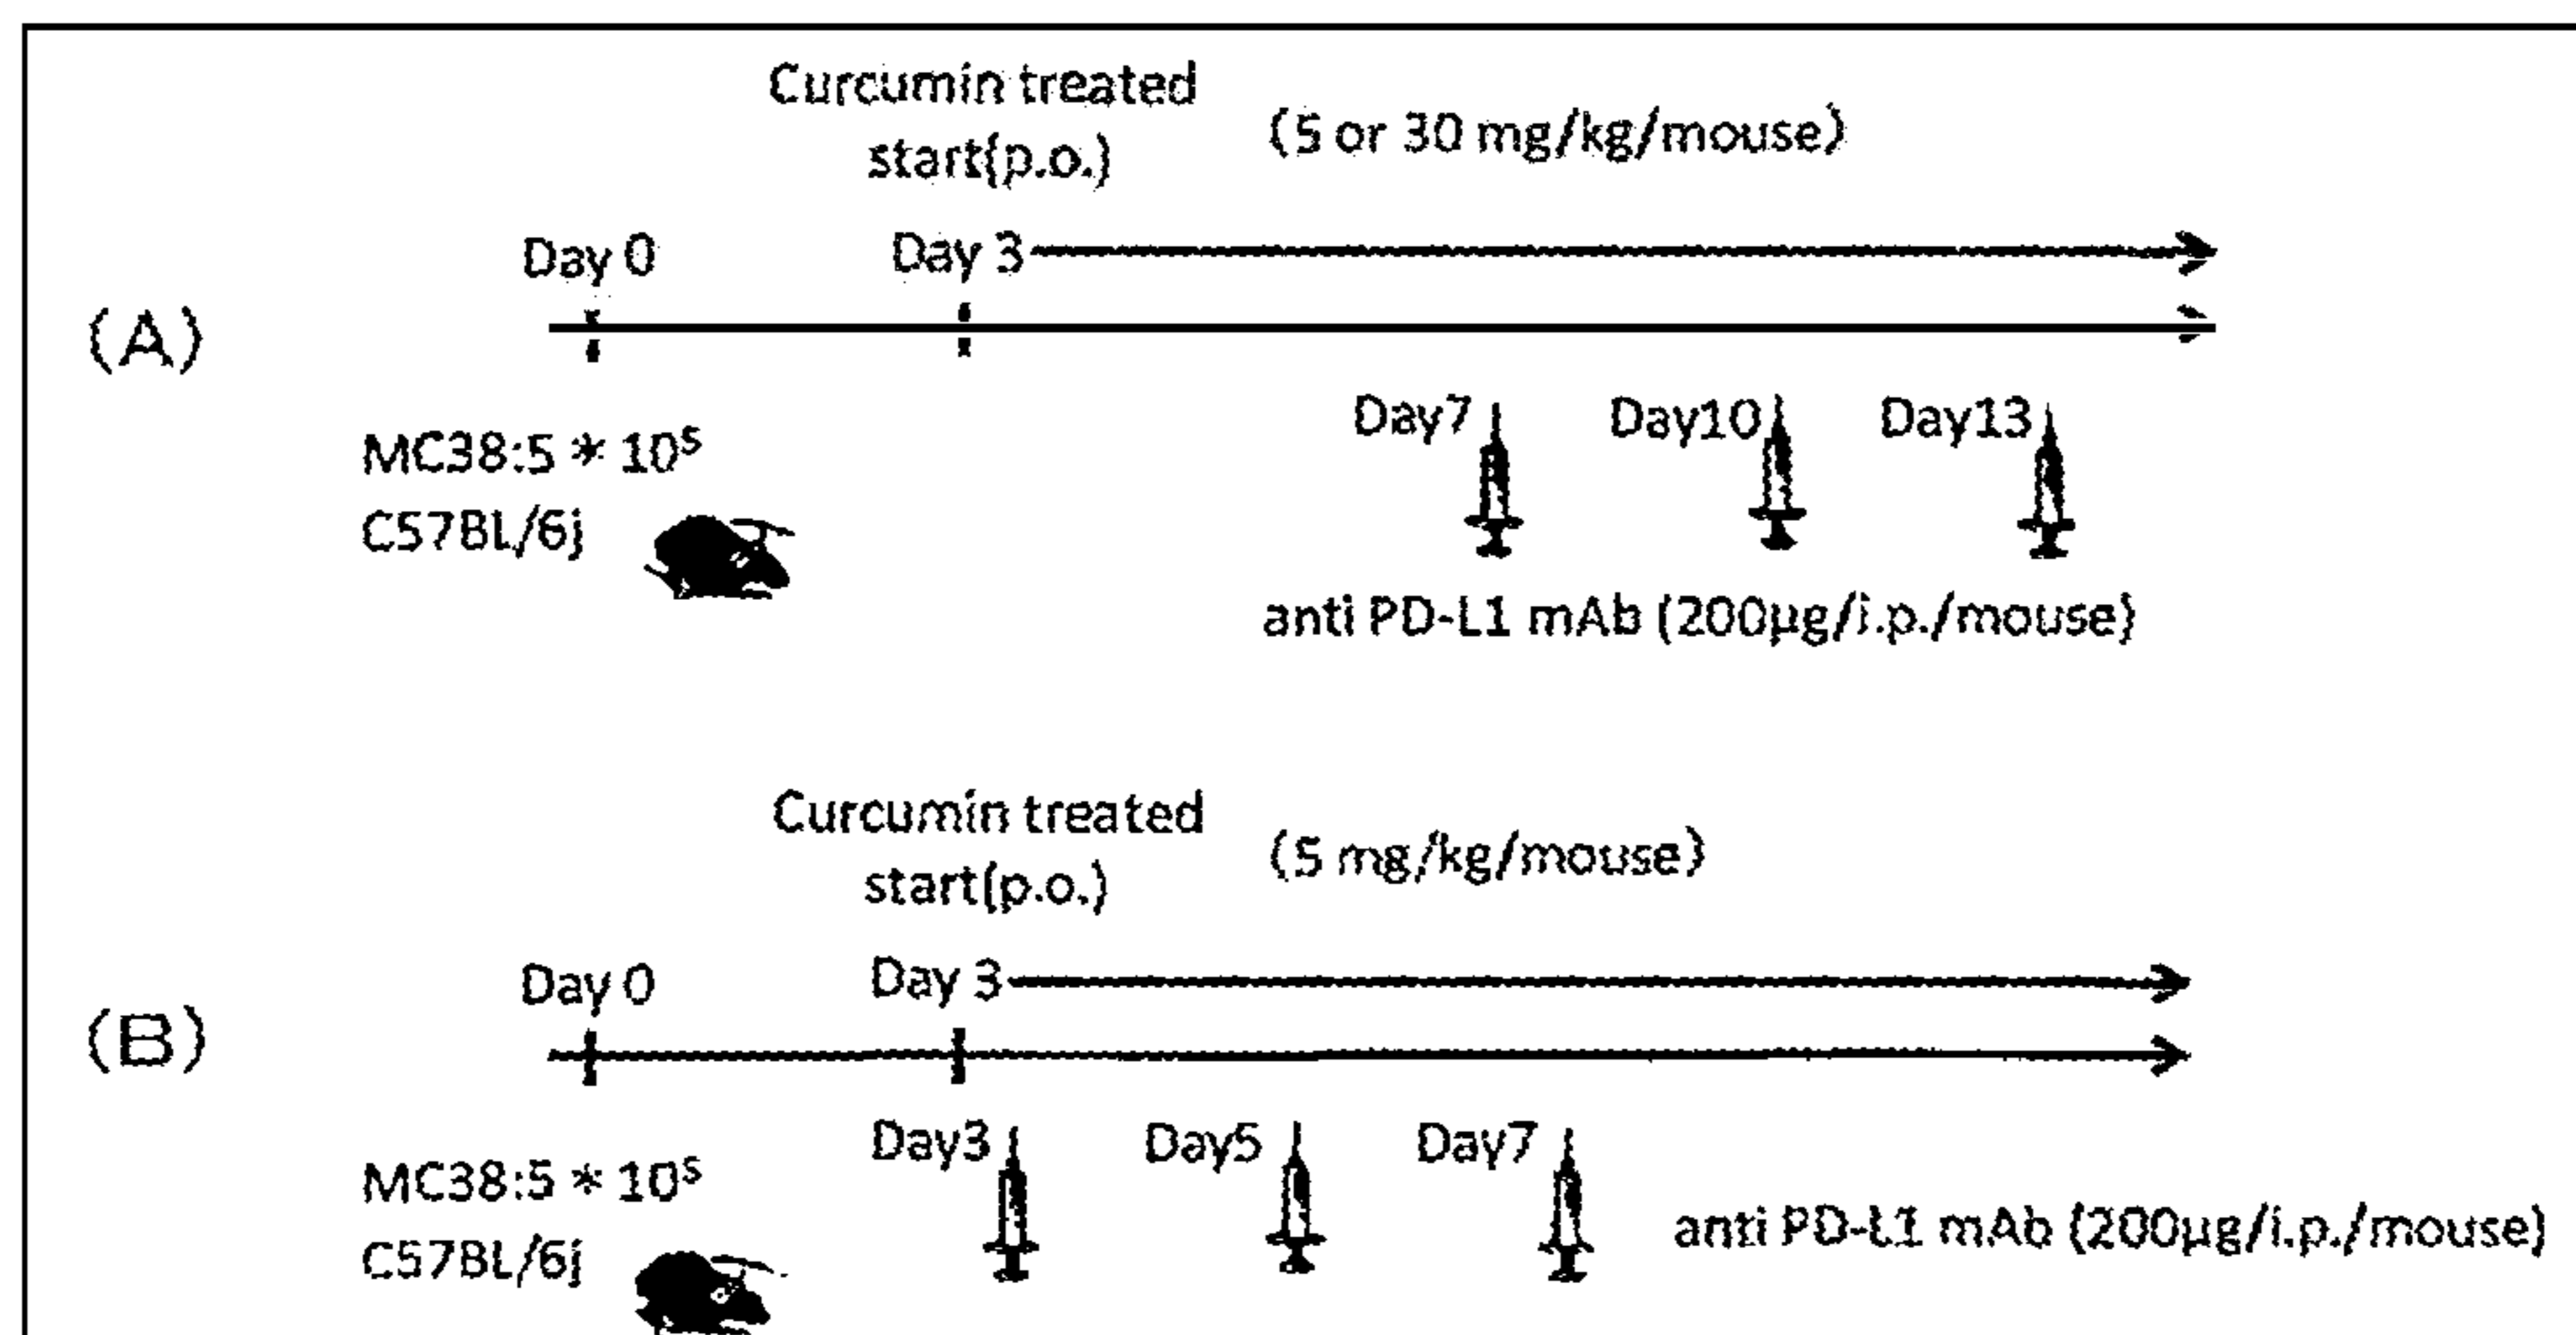 Curcumin treated
start(p.o.)
(5 or 30 mg/kg/mouse)
Day 0
Day 3
(A)
MC38:5 * 10⁵
C57BL/6j
Day7
Day10
Day13
anti PD-L1 mAb (200µg/i.p./mouse)
Curcumin treated
start(p.o.)
(5 mg/kg/mouse)
Day 0
Day 3
(B)
MC38:5 * 10⁵
C57BL/6j
Day3
Day5
Day7
anti PD-L1 mAb (200µg/i.p./mouse)